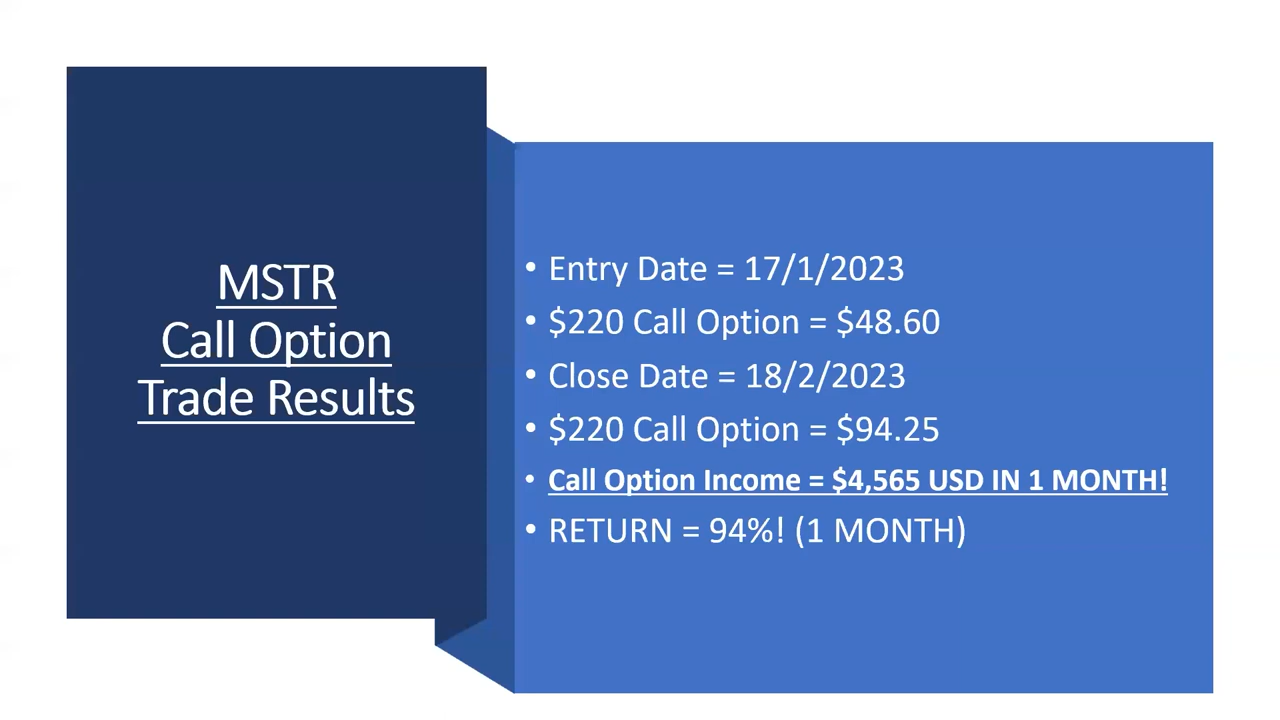 MSTR
Call Option
Trade Results
• Entry Date = 17/1/2023
• $220 Call Option = $48.60
• Close Date = 18/2/2023
• $220 Call Option = $94.25
• Call Option Income = $4,565 USD IN 1 MONTH!
• RETURN = 94%! (1 MONTH)